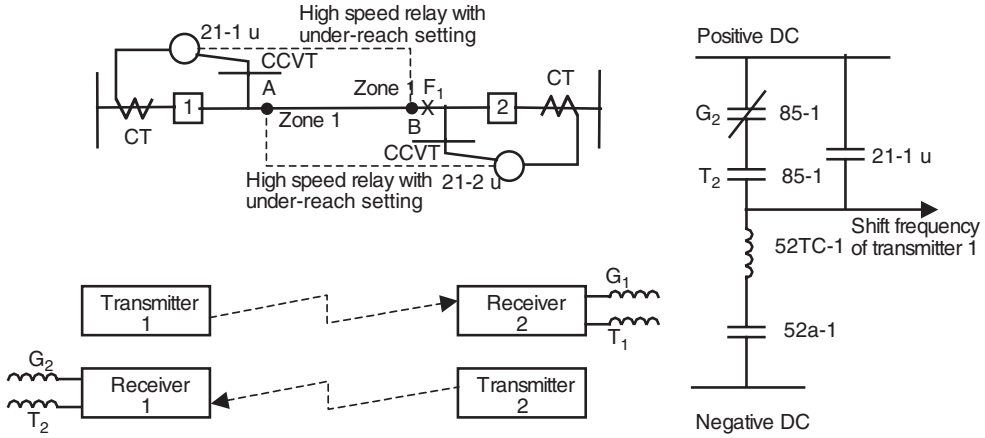 High speed relay with
under-reach setting
21-1 u
CCVT
CT
A
Zone 1
F1
1
2
CT
Zone 1
B
CCVT
High speed relay with
under-reach setting
21-2 u
Positive DC
G2
85-1
T2
85-1
21-1 u
Shift frequency
of transmitter 1
52TC-1
52a-1
Negative DC
Transmitter
1
Receiver
2
G1
T1
G2
T2
Receiver
1
Transmitter
2